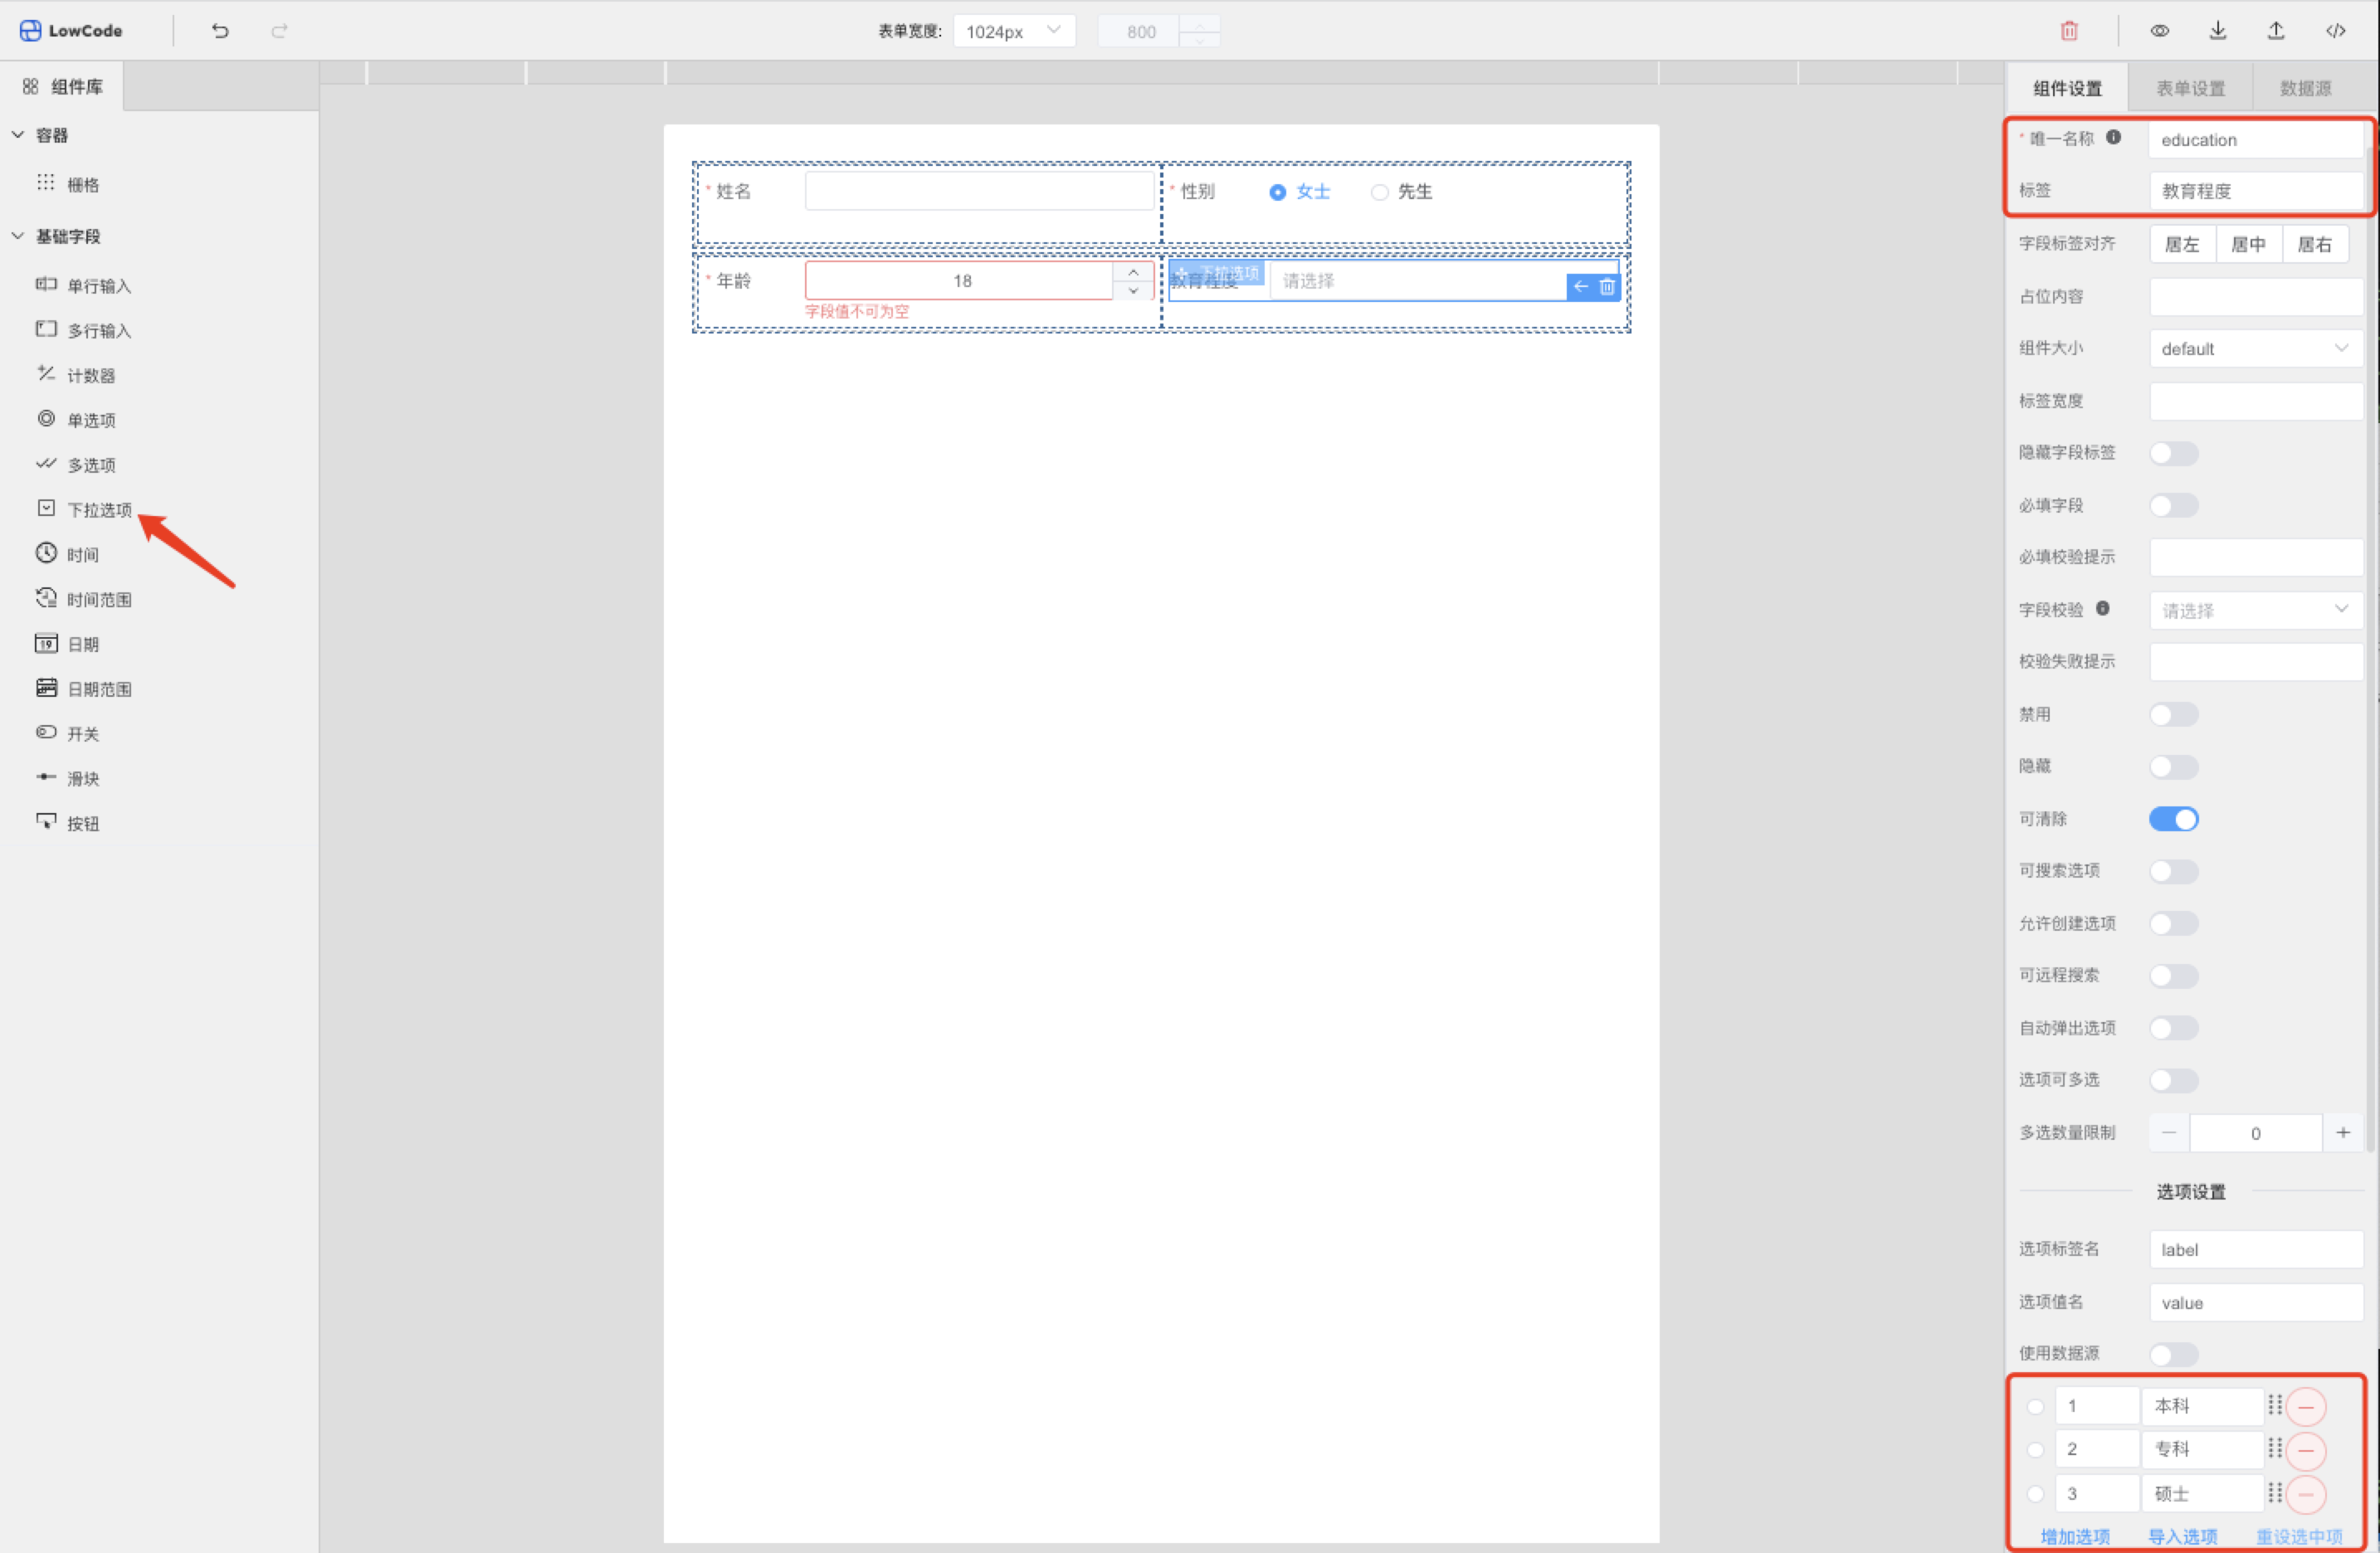 LowCode
表单宽度:
1024px
800
组件库
容器
栅格
基础字段
单行输入
多行输入
计数器
单选项
多选项
下拉选项
时间
时间范围
19 日期
日期范围
开关
滑块
按钮
* 姓名
* 性别 女士 先生
* 年龄 18
字段值不可为空
下拉选项
教育程度 请选择
组件设置 表单设置 数据源
* 唯一名称 education
标签 教育程度
字段标签对齐 居左 居中 居右
占位内容
组件大小 default
标签宽度
隐藏字段标签
必填字段
必填校验提示
字段校验 请选择
校验失败提示
禁用
隐藏
可清除
可搜索选项
允许创建选项
可远程搜索
自动弹出选项
选项可多选
多选数量限制 0
选项设置
选项标签名 label
选项值名 value
使用数据源
1 本科
2 专科
3 硕士
增加选项 导入选项 重设选中项